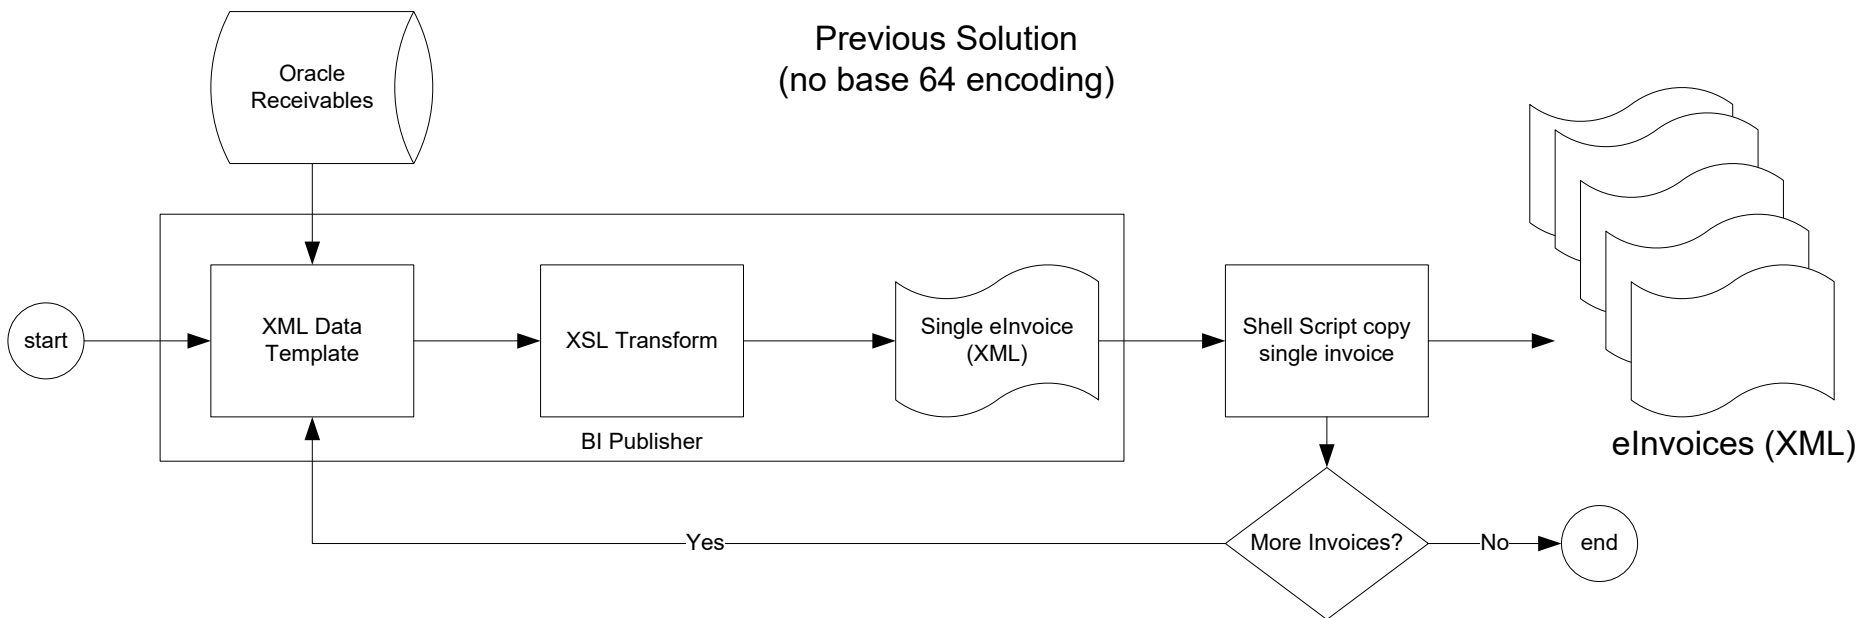 Previous Solution
(no base 64 encoding)
Oracle
Receivables
start
XML Data
Template
XSL Transform
Single eInvoice
(XML)
Shell Script copy
single invoice
BI Publisher
eInvoices (XML)
Yes
More Invoices?
No
end